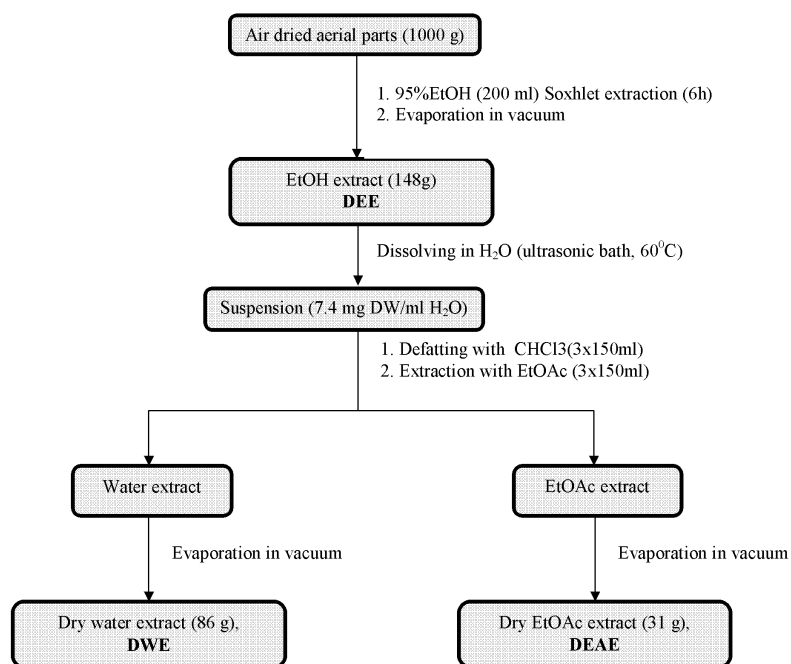 Air dried aerial parts (1000 g)
1. 95%EtOH (200 ml) Soxhlet extraction (6h)
2. Evaporation in vacuum
EtOH extract (148g)
DEE
Dissolving in H₂O (ultrasonic bath, 60⁰C)
Suspension (7.4 mg DW/ml H₂O)
1. Defatting with CHCl3(3x150ml)
2. Extraction with EtOAc (3x150ml)
Water extract
EtOAc extract
Evaporation in vacuum
Evaporation in vacuum
Dry water extract (86 g),
DWE
Dry EtOAc extract (31 g),
DEAE